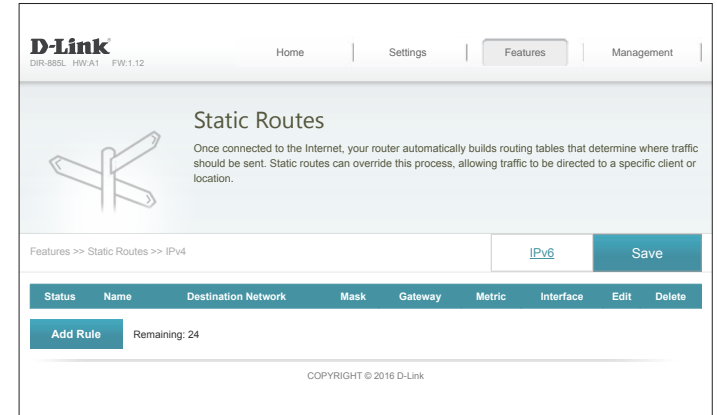 D-Link®
DIR-885L HW:A1 FW:1.12
Home Settings Features Management
Static Routes
Once connected to the Internet, your router automatically builds routing tables that determine where traffic
should be sent. Static routes can override this process, allowing traffic to be directed to a specific client or
location.
Features >> Static Routes >> IPv4
IPv6 Save
Status Name Destination Network Mask Gateway Metric Interface Edit Delete
Add Rule Remaining: 24
COPYRIGHT © 2016 D-Link